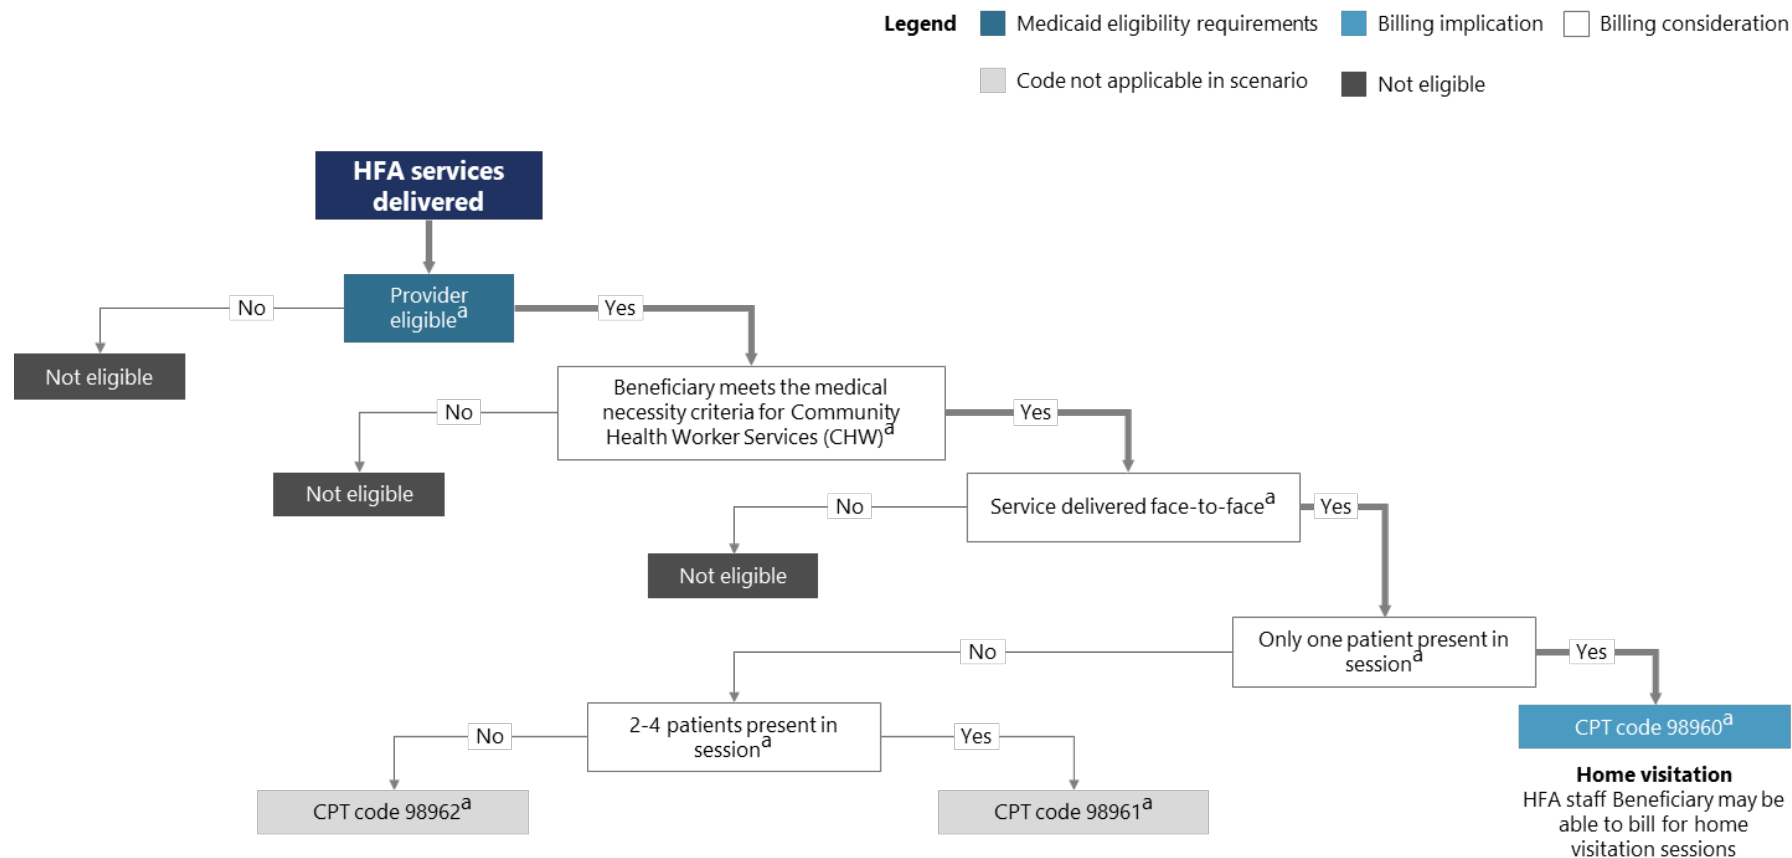 Legend Medicaid eligibility requirements Billing implication Billing consideration
Code not applicable in scenario Not eligible
HFA services
delivered
Provider
eligibleᵃ
No
Yes
Not eligible
Beneficiary meets the medical
necessity criteria for Community
Health Worker Services (CHW)ᵃ
No
Yes
Not eligible
Service delivered face-to-faceᵃ
No
Yes
Not eligible
Only one patient present in
sessionᵃ
No
Yes
2-4 patients present in
sessionᵃ
No
Yes
CPT code 98960ᵃ
Home visitation
HFA staff Beneficiary may be
able to bill for home
visitation sessions
CPT code 98962ᵃ
CPT code 98961ᵃ